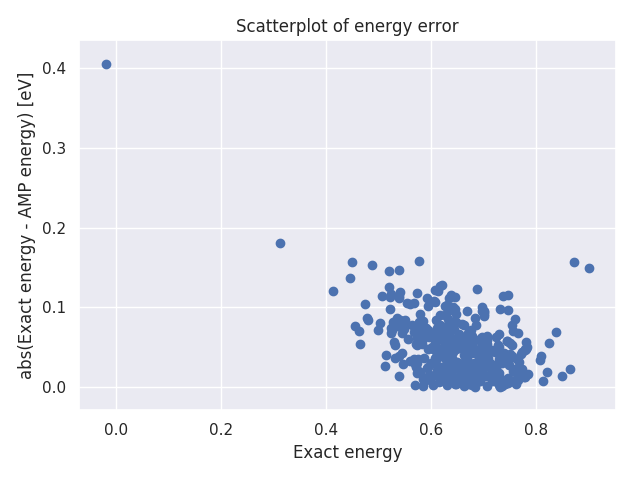 Scatterplot of energy error
abs(Exact energy - AMP energy) [eV]
0.4
0.3
0.2
0.1
0.0
0.0 0.2 0.4 0.6 0.8
Exact energy